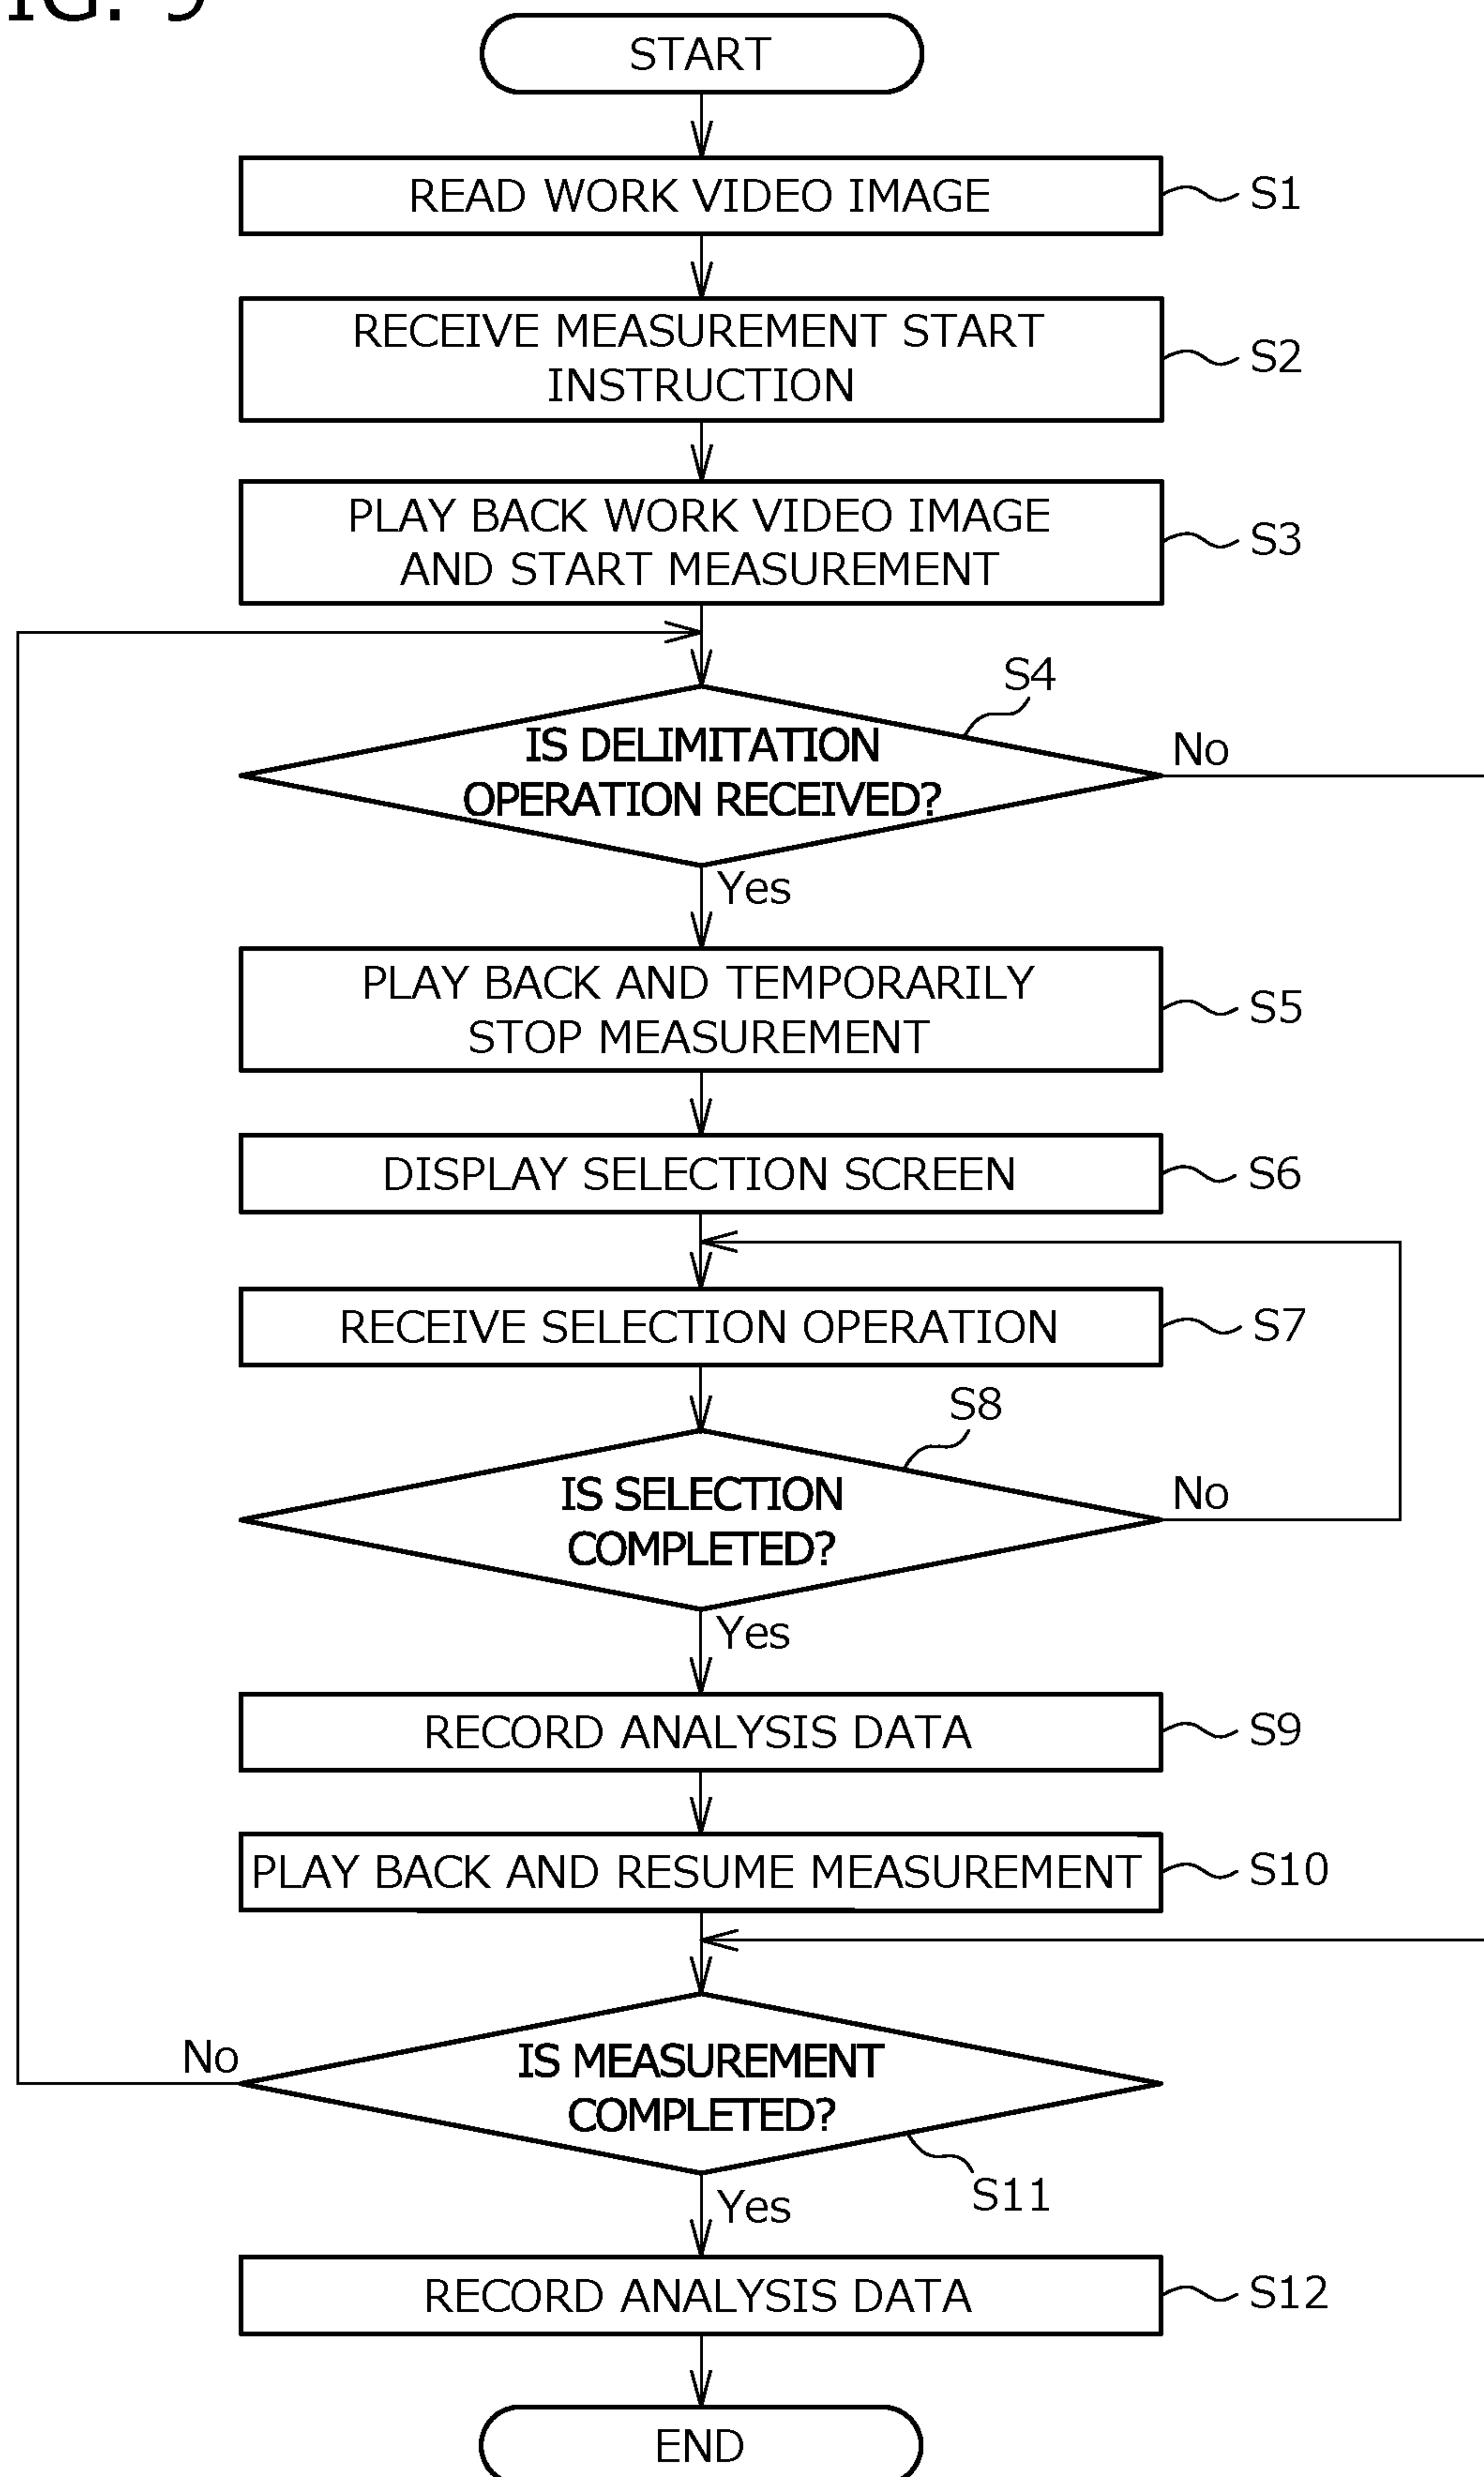 IG. 9
START
READ WORK VIDEO IMAGE
S1
RECEIVE MEASUREMENT START
INSTRUCTION
S2
PLAY BACK WORK VIDEO IMAGE
AND START MEASUREMENT
S3
S4
IS DELIMITATION
OPERATION RECEIVED?
No
Yes
PLAY BACK AND TEMPORARILY
STOP MEASUREMENT
S5
DISPLAY SELECTION SCREEN
S6
RECEIVE SELECTION OPERATION
S7
S8
IS SELECTION
COMPLETED?
No
Yes
RECORD ANALYSIS DATA
S9
PLAY BACK AND RESUME MEASUREMENT
S10
No
IS MEASUREMENT
COMPLETED?
S11
Yes
RECORD ANALYSIS DATA
S12
END